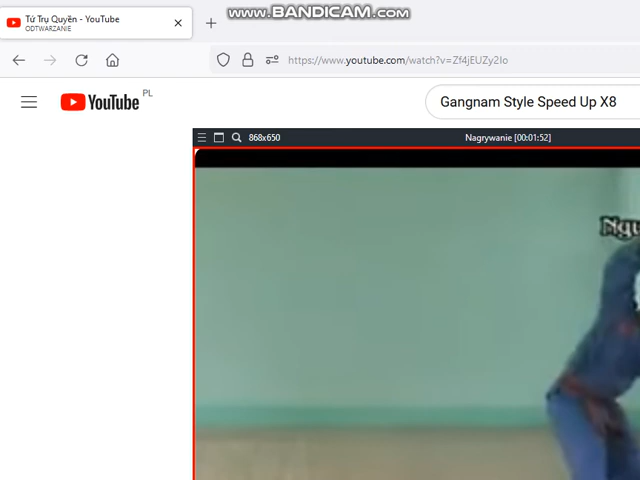 www.BANDICAM.com
Tứ Trụ Quyền - YouTube
ODTWARZANIE
https://www.youtube.com/watch?v=Zf4jEUZy2Io
YouTube PL
Gangnam Style Speed Up X8
868x650
Nagrywanie [00:01:52]
Ngu